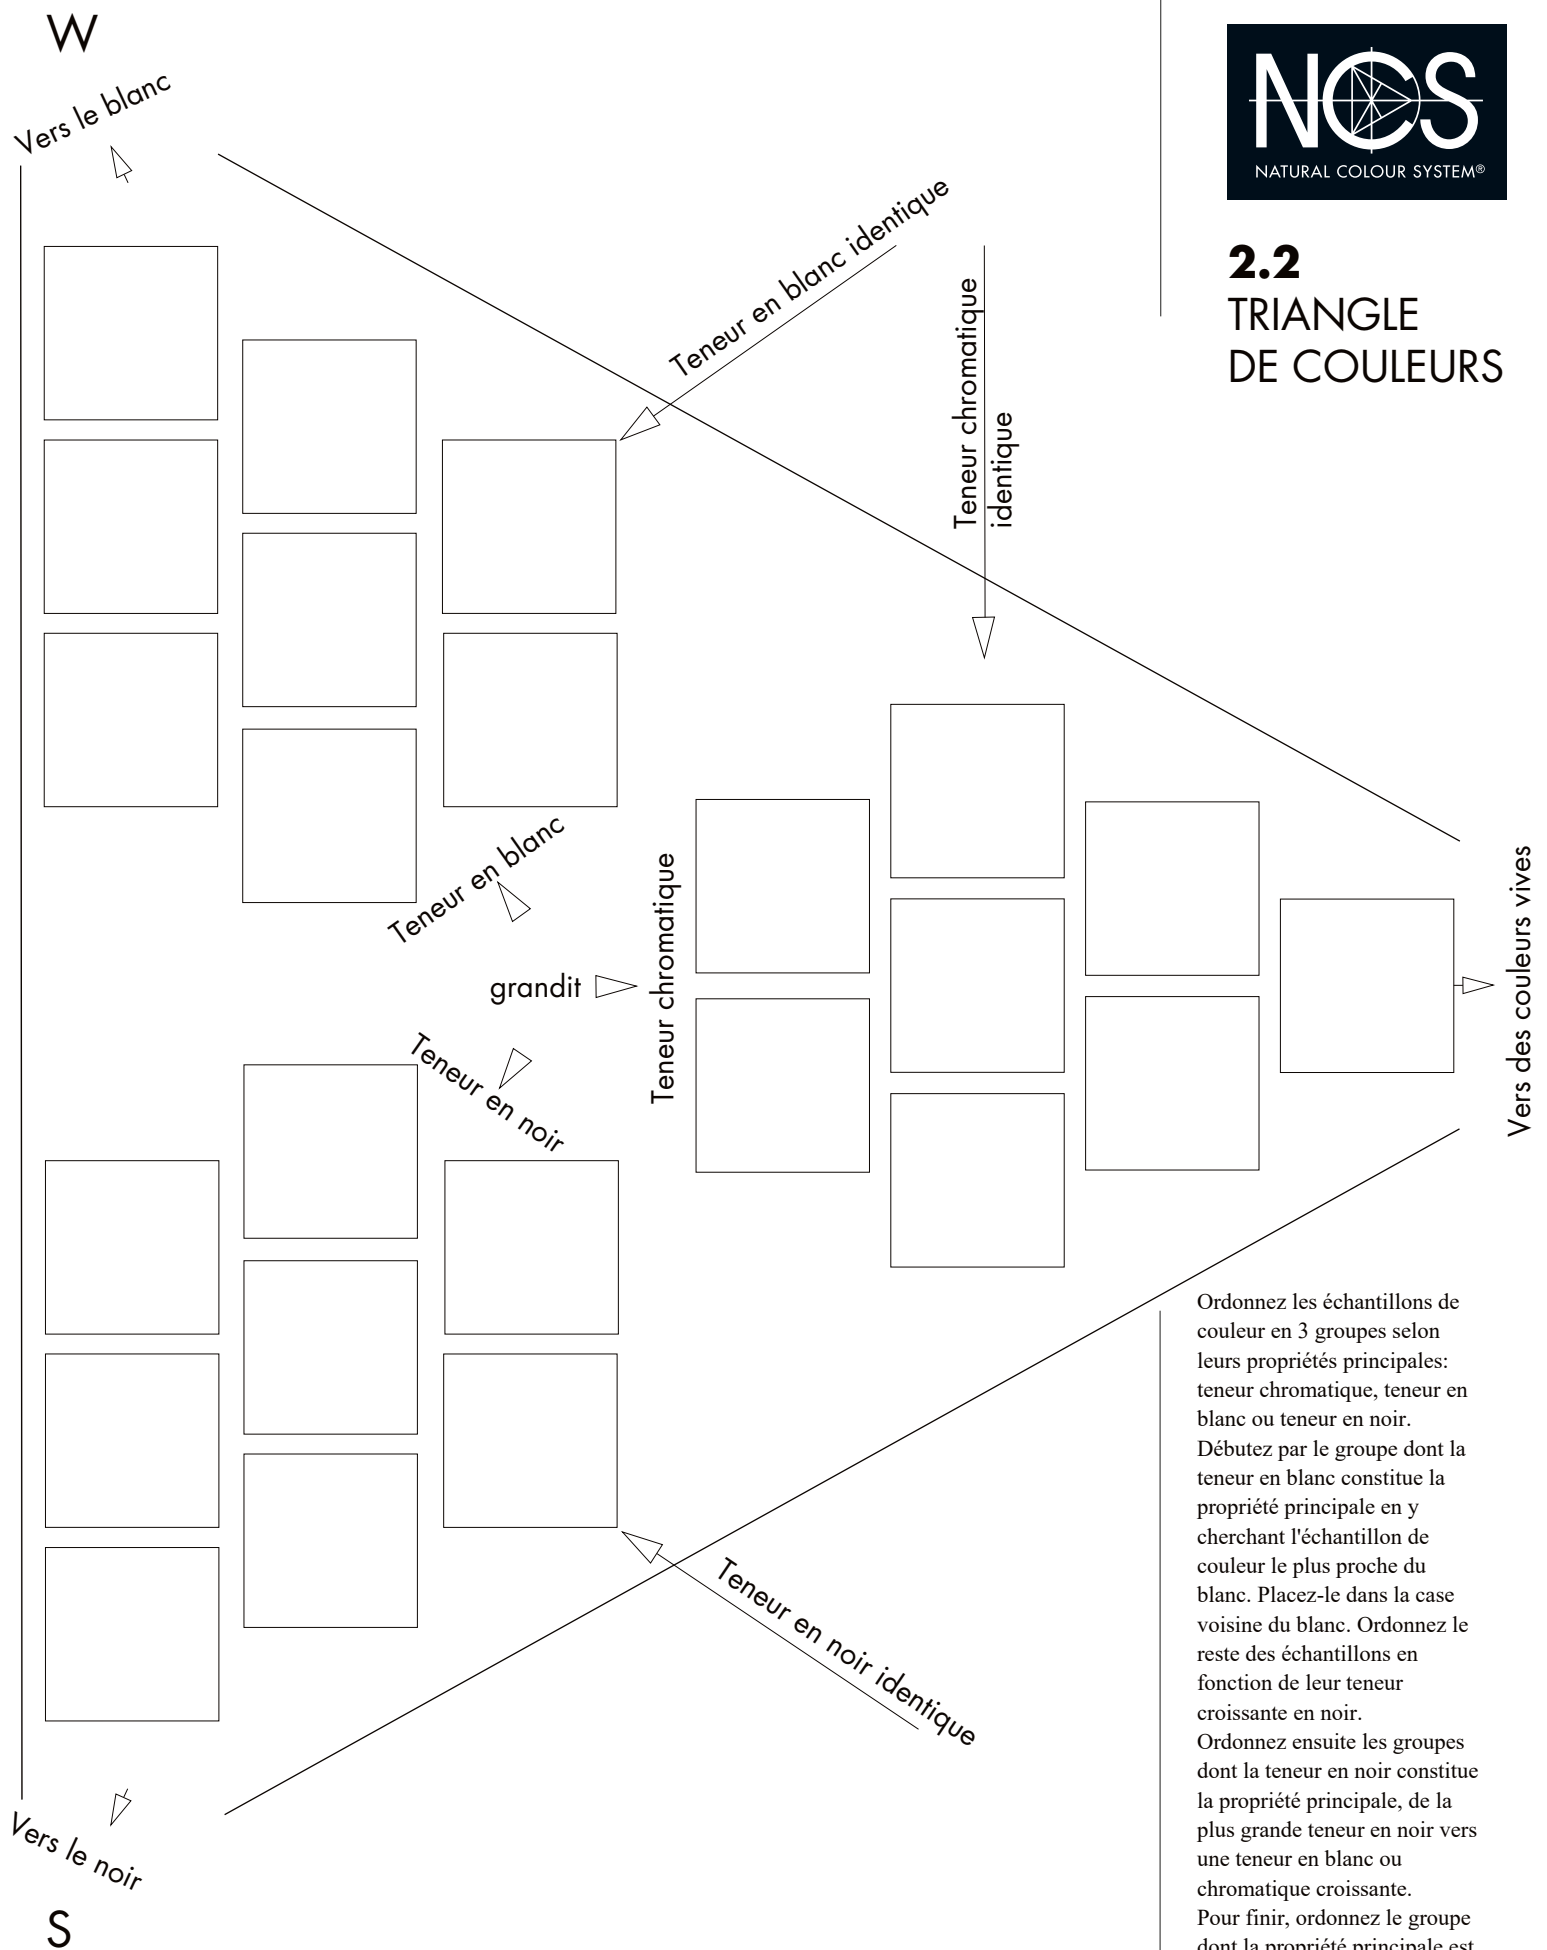 W
Vers le blanc
NCS
NATURAL COLOUR SYSTEM®
2.2
TRIANGLE
DE COULEURS
Teneur en blanc identique
Teneur chromatique
identique
Teneur en blanc
grandit
Teneur chromatique
Teneur en noir
Vers des couleurs vives
Teneur en noir identique
Vers le noir
S
Ordonnez les échantillons de
couleur en 3 groupes selon
leurs propriétés principales:
teneur chromatique, teneur en
blanc ou teneur en noir.
Débutez par le groupe dont la
teneur en blanc constitue la
propriété principale en y
cherchant l'échantillon de
couleur le plus proche du
blanc. Placez-le dans la case
voisine du blanc. Ordonnez le
reste des échantillons en
fonction de leur teneur
croissante en noir.
Ordonnez ensuite les groupes
dont la teneur en noir constitue
la propriété principale, de la
plus grande teneur en noir vers
une teneur en blanc ou
chromatique croissante.
Pour finir, ordonnez le groupe
dont la propriété principale est